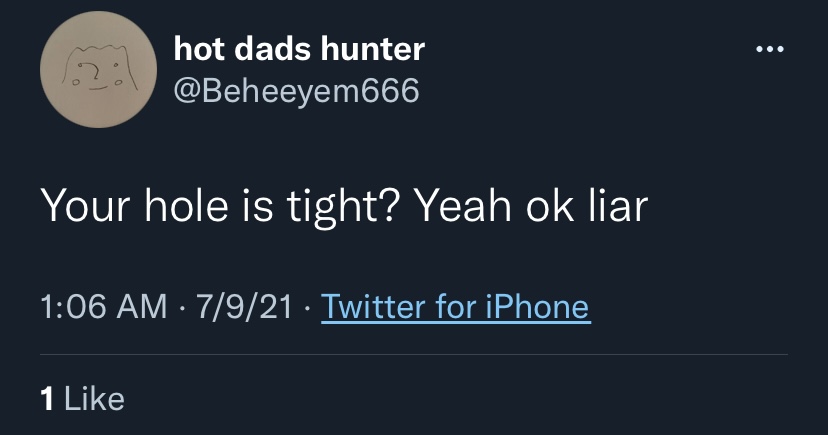 hot dads hunter
@Beheeyem666
Your hole is tight? Yeah ok liar
1:06 AM · 7/9/21 · Twitter for iPhone
1 Like